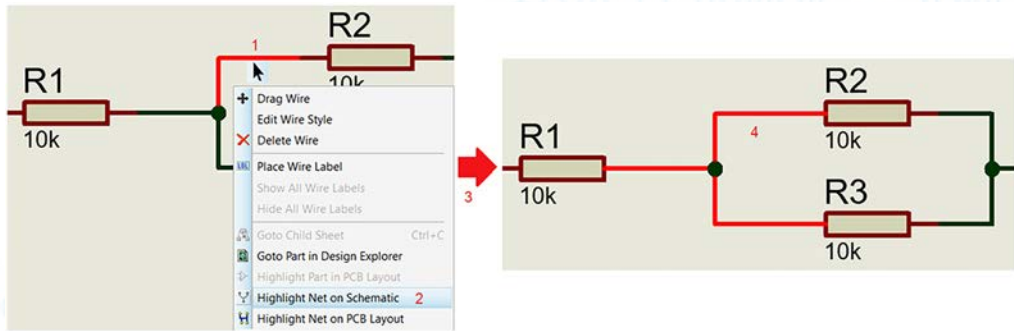 1
R2
10k
R1
10k
Drag Wire
Edit Wire Style
Delete Wire
LBL Place Wire Label
Show All Wire Labels
Hide All Wire Labels
Goto Child Sheet Ctrl+C
Goto Part in Design Explorer
Highlight Part in PCB Layout
Highlight Net on Schematic 2
Highlight Net on PCB Layout
3
R1
10k
4
R2
10k
R3
10k